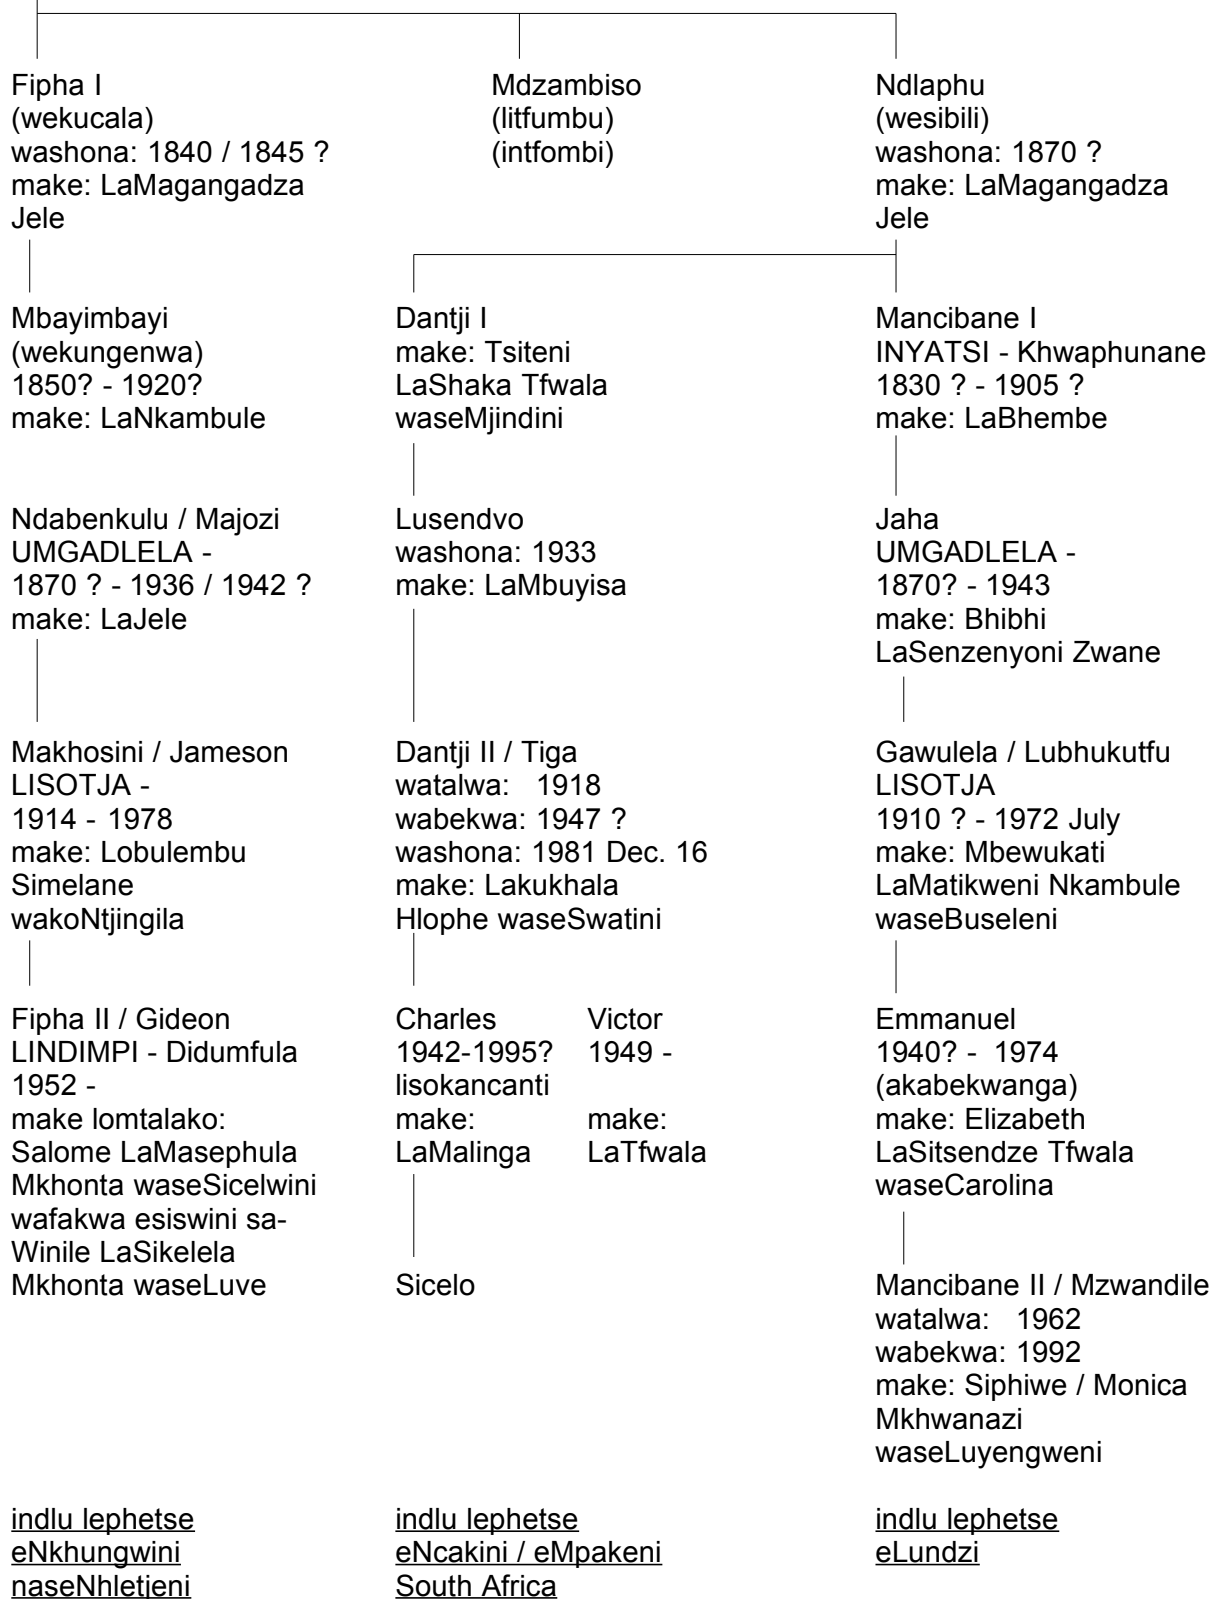 Fipha I
(wekucala)
washona: 1840 / 1845 ?
make: LaMagangadza
Jele
Mdzambiso
(litfumbu)
(intfombi)
Ndlaphu
(wesibili)
washona: 1870 ?
make: LaMagangadza
Jele
Mbayimbayi
(wekungenwa)
1850? - 1920?
make: LaNkambule
Dantji I
make: Tsiteni
LaShaka Tfwala
waseMjindini
Mancibane I
INYATSI - Khwaphunane
1830 ? - 1905 ?
make: LaBhembe
Ndabenkulu / Majozi
UMGADLELA -
1870 ? - 1936 / 1942 ?
make: LaJele
Lusendvo
washona: 1933
make: LaMbuyisa
Jaha
UMGADLELA -
1870? - 1943
make: Bhibhi
LaSenzenyoni Zwane
Makhosini / Jameson
LISOTJA -
1914 - 1978
make: Lobulembu
Simelane
wakoNtjingila
Dantji II / Tiga
watalwa: 1918
wabekwa: 1947 ?
washona: 1981 Dec. 16
make: Lakukhala
Hlophe waseSwatini
Gawulela / Lubhukutfu
LISOTJA
1910 ? - 1972 July
make: Mbewukati
LaMatikweni Nkambule
waseBuseleni
Fipha II / Gideon
LINDIMPI - Didumfula
1952 -
make lomtalako:
Salome LaMasephula
Mkhonta waseSicelwini
wafakwa esiswini sa-
Winile LaSikelela
Mkhonta waseLuve
Charles
1942-1995?
lisokancanti
make:
LaMalinga
Victor
1949 -
make:
LaTfwala
Emmanuel
1940? - 1974
(akabekwanga)
make: Elizabeth
LaSitsendze Tfwala
waseCarolina
Sicelo
Mancibane II / Mzwandile
watalwa: 1962
wabekwa: 1992
make: Siphiwe / Monica
Mkhwanazi
waseLuyengweni
indlu lephetse
eNkhungwini
naseNhletjeni
indlu lephetse
eNcakini / eMpakeni
South Africa
indlu lephetse
eLundzi